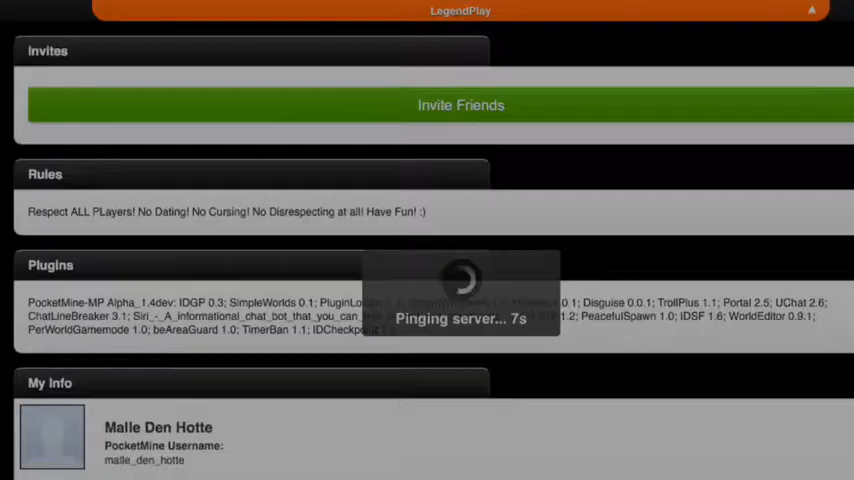 LegendPlay
Invites
Invite Friends
Rules
Respect ALL PLayers! No Dating! No Cursing! No Disrespecting at all! Have Fun! :)
Plugins
PocketMine-MP Alpha_1.4dev: IDGP 0.3; SimpleWorlds 0.1; 0.1; Disguise 0.0.1; TrollPlus 1.1; Portal 2.5; UChat 2.6;
ChatLineBreaker 3.1; Siri_-_A_informational_chat_bot_that_you_can 1.2; PeacefulSpawn 1.0; IDSF 1.6; WorldEditor 0.9.1;
PerWorldGamemode 1.0; beAreaGuard 1.0; TimerBan 1.1; IDCheckpoint
Pinging server... 7s
My Info
Malle Den Hotte
PocketMine Username:
malle_den_hotte